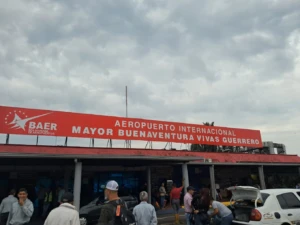 BAER
AEROPUERTO INTERNACIONAL
MAYOR BUENAVENTURA VIVAS GUERRERO